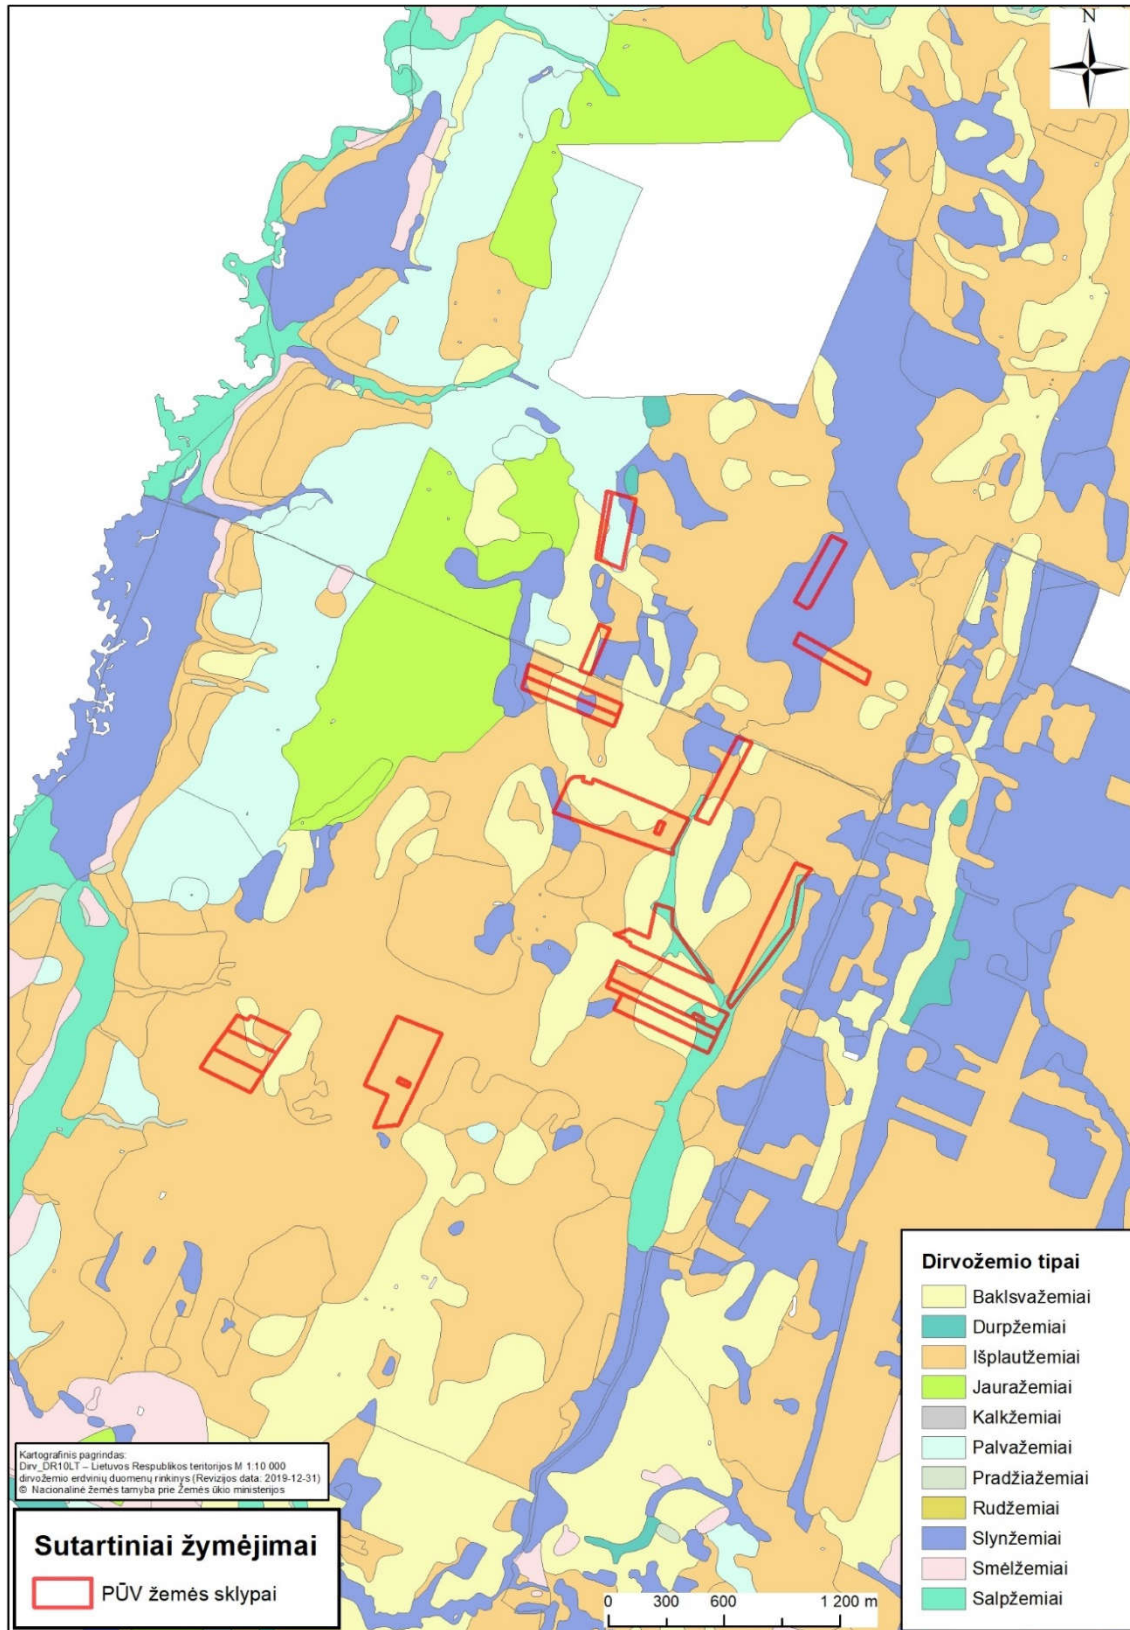 N
Dirvožemio tipai
Baklsvažemiai
Durpžemiai
Išplautžemiai
Jauražemiai
Kalkžemiai
Palvažemiai
Pradžiažemiai
Rudžemiai
Slynžemiai
Smėlžemiai
Salpžemiai
Kartografinis pagrindas:
Dirv_DR10LT – Lietuvos Respublikos teritorijos M 1:10 000
dirvožemio erdvinių duomenų rinkinys (Revizijos data: 2019-12-31)
© Nacionalinė žemės tarnyba prie Žemės ūkio ministerijos
Sutartiniai žymėjimai
PŪV žemės sklypai
0 300 600 1 200 m